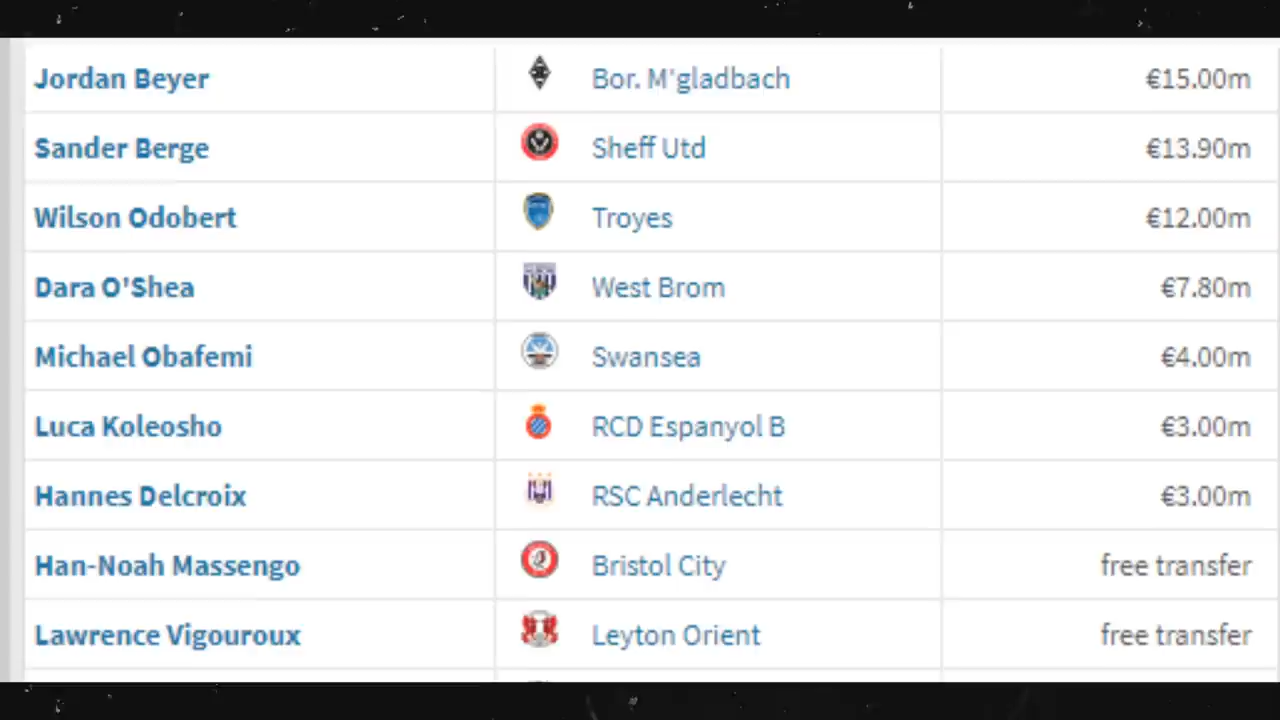 Jordan Beyer Bor. M'gladbach €15.00m
Sander Berge Sheff Utd €13.90m
Wilson Odobert Troyes €12.00m
Dara O'Shea West Brom €7.80m
Michael Obafemi Swansea €4.00m
Luca Koleosho RCD Espanyol B €3.00m
Hannes Delcroix RSC Anderlecht €3.00m
Han-Noah Massengo Bristol City free transfer
Lawrence Vigouroux Leyton Orient free transfer